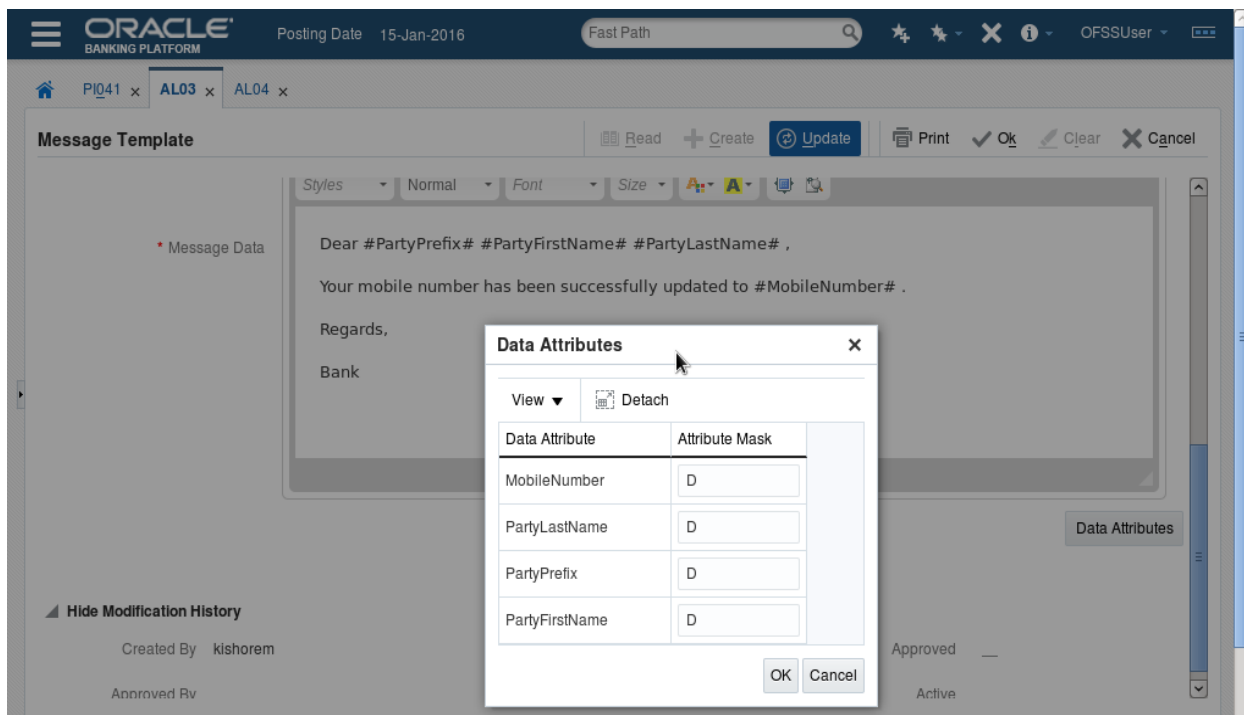 ORACLE
BANKING PLATFORM
Posting Date 15-Jan-2016
Fast Path
OFSSUser
PI041 x AL03 x AL04 x
Message Template
Read Create Update Print Ok Clear Cancel
Styles Normal Font Size
* Message Data
Dear #PartyPrefix# #PartyFirstName# #PartyLastName# ,
Your mobile number has been successfully updated to #MobileNumber# .
Regards,
Bank
Data Attributes
View Detach
Data Attribute Attribute Mask
MobileNumber D
PartyLastName D
PartyPrefix D
PartyFirstName D
OK Cancel
Data Attributes
Hide Modification History
Created By kishorem
Approved __
Approved By
Active